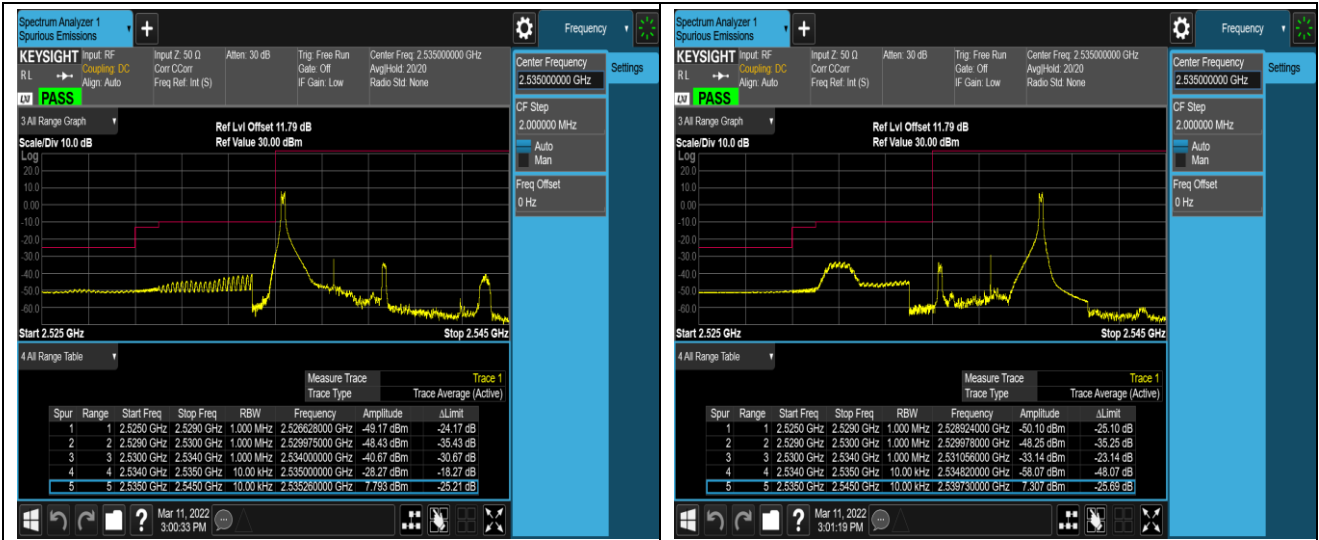 Spectrum Analyzer 1
Spurious Emissions
+
Frequency
KEYSIGHT Input: RF Input Z: 50 Ω Atten: 30 dB Trig: Free Run Center Freq: 2.535000000 GHz
RL Coupling: DC Corr CCorr Gate: Off Avg|Hold: 20/20
Align: Auto Freq Ref: Int (S) IF Gain: Low Radio Std: None
LXI PASS
Center Frequency
2.535000000 GHz
Settings
CF Step
2.000000 MHz
Auto
Man
Freq Offset
0 Hz
3 All Range Graph
Ref Lvl Offset 11.79 dB
Scale/Div 10.0 dB Ref Value 30.00 dBm
Log
20.0
10.0
0.00
-10.0
-20.0
-30.0
-40.0
-50.0
-60.0
Start 2.525 GHz Stop 2.545 GHz
4 All Range Table
Measure Trace Trace 1
Trace Type Trace Average (Active)
Spur Range Start Freq Stop Freq RBW Frequency Amplitude ΔLimit
1 1 2.5250 GHz 2.5290 GHz 1.000 MHz 2.526628000 GHz -49.17 dBm -24.17 dB
2 2 2.5290 GHz 2.5300 GHz 1.000 MHz 2.529975000 GHz -48.43 dBm -35.43 dB
3 3 2.5300 GHz 2.5340 GHz 1.000 MHz 2.534000000 GHz -40.67 dBm -30.67 dB
4 4 2.5340 GHz 2.5350 GHz 10.00 kHz 2.535000000 GHz -28.27 dBm -18.27 dB
5 5 2.5350 GHz 2.5450 GHz 10.00 kHz 2.535260000 GHz 7.793 dBm -25.21 dB
?
Mar 11, 2022
3:00:33 PM
Spectrum Analyzer 1
Spurious Emissions
+
Frequency
KEYSIGHT Input: RF Input Z: 50 Ω Atten: 30 dB Trig: Free Run Center Freq: 2.535000000 GHz
RL Coupling: DC Corr CCorr Gate: Off Avg|Hold: 20/20
Align: Auto Freq Ref: Int (S) IF Gain: Low Radio Std: None
LXI PASS
Center Frequency
2.535000000 GHz
Settings
CF Step
2.000000 MHz
Auto
Man
Freq Offset
0 Hz
3 All Range Graph
Ref Lvl Offset 11.79 dB
Scale/Div 10.0 dB Ref Value 30.00 dBm
Log
20.0
10.0
0.00
-10.0
-20.0
-30.0
-40.0
-50.0
-60.0
Start 2.525 GHz Stop 2.545 GHz
4 All Range Table
Measure Trace Trace 1
Trace Type Trace Average (Active)
Spur Range Start Freq Stop Freq RBW Frequency Amplitude ΔLimit
1 1 2.5250 GHz 2.5290 GHz 1.000 MHz 2.528924000 GHz -50.10 dBm -25.10 dB
2 2 2.5290 GHz 2.5300 GHz 1.000 MHz 2.529978000 GHz -48.25 dBm -35.25 dB
3 3 2.5300 GHz 2.5340 GHz 1.000 MHz 2.531056000 GHz -33.14 dBm -23.14 dB
4 4 2.5340 GHz 2.5350 GHz 10.00 kHz 2.534820000 GHz -58.07 dBm -48.07 dB
5 5 2.5350 GHz 2.5450 GHz 10.00 kHz 2.539730000 GHz 7.307 dBm -25.69 dB
?
Mar 11, 2022
3:01:19 PM